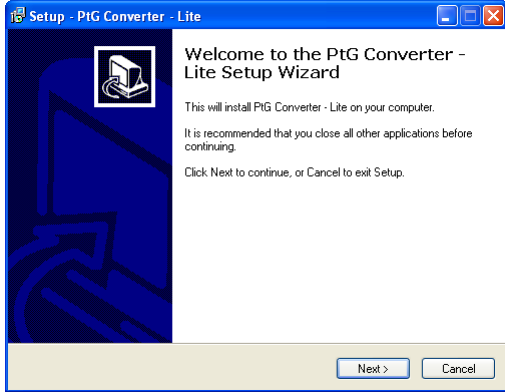 Setup - PtG Converter - Lite
Welcome to the PtG Converter -
Lite Setup Wizard
This will install PtG Converter - Lite on your computer.
It is recommended that you close all other applications before
continuing.
Click Next to continue, or Cancel to exit Setup.
Next >
Cancel